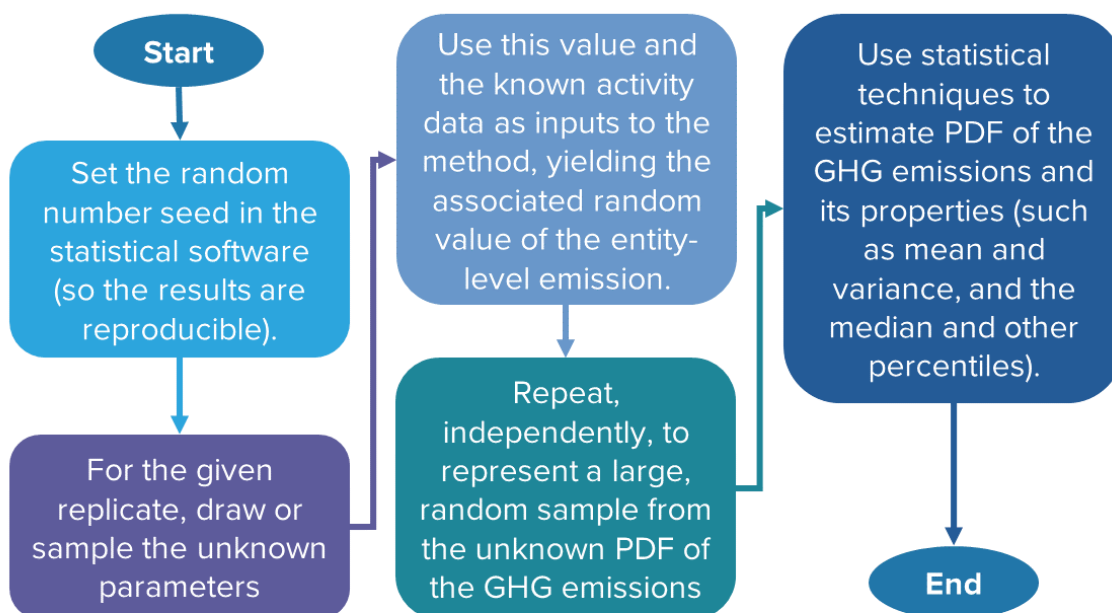 Start
Set the random
number seed in the
statistical software
(so the results are
reproducible).
For the given
replicate, draw or
sample the unknown
parameters
Use this value and
the known activity
data as inputs to the
method, yielding the
associated random
value of the entity-
level emission.
Repeat,
independently, to
represent a large,
random sample from
the unknown PDF of
the GHG emissions
Use statistical
techniques to
estimate PDF of the
GHG emissions and
its properties (such
as mean and
variance, and the
median and other
percentiles).
End